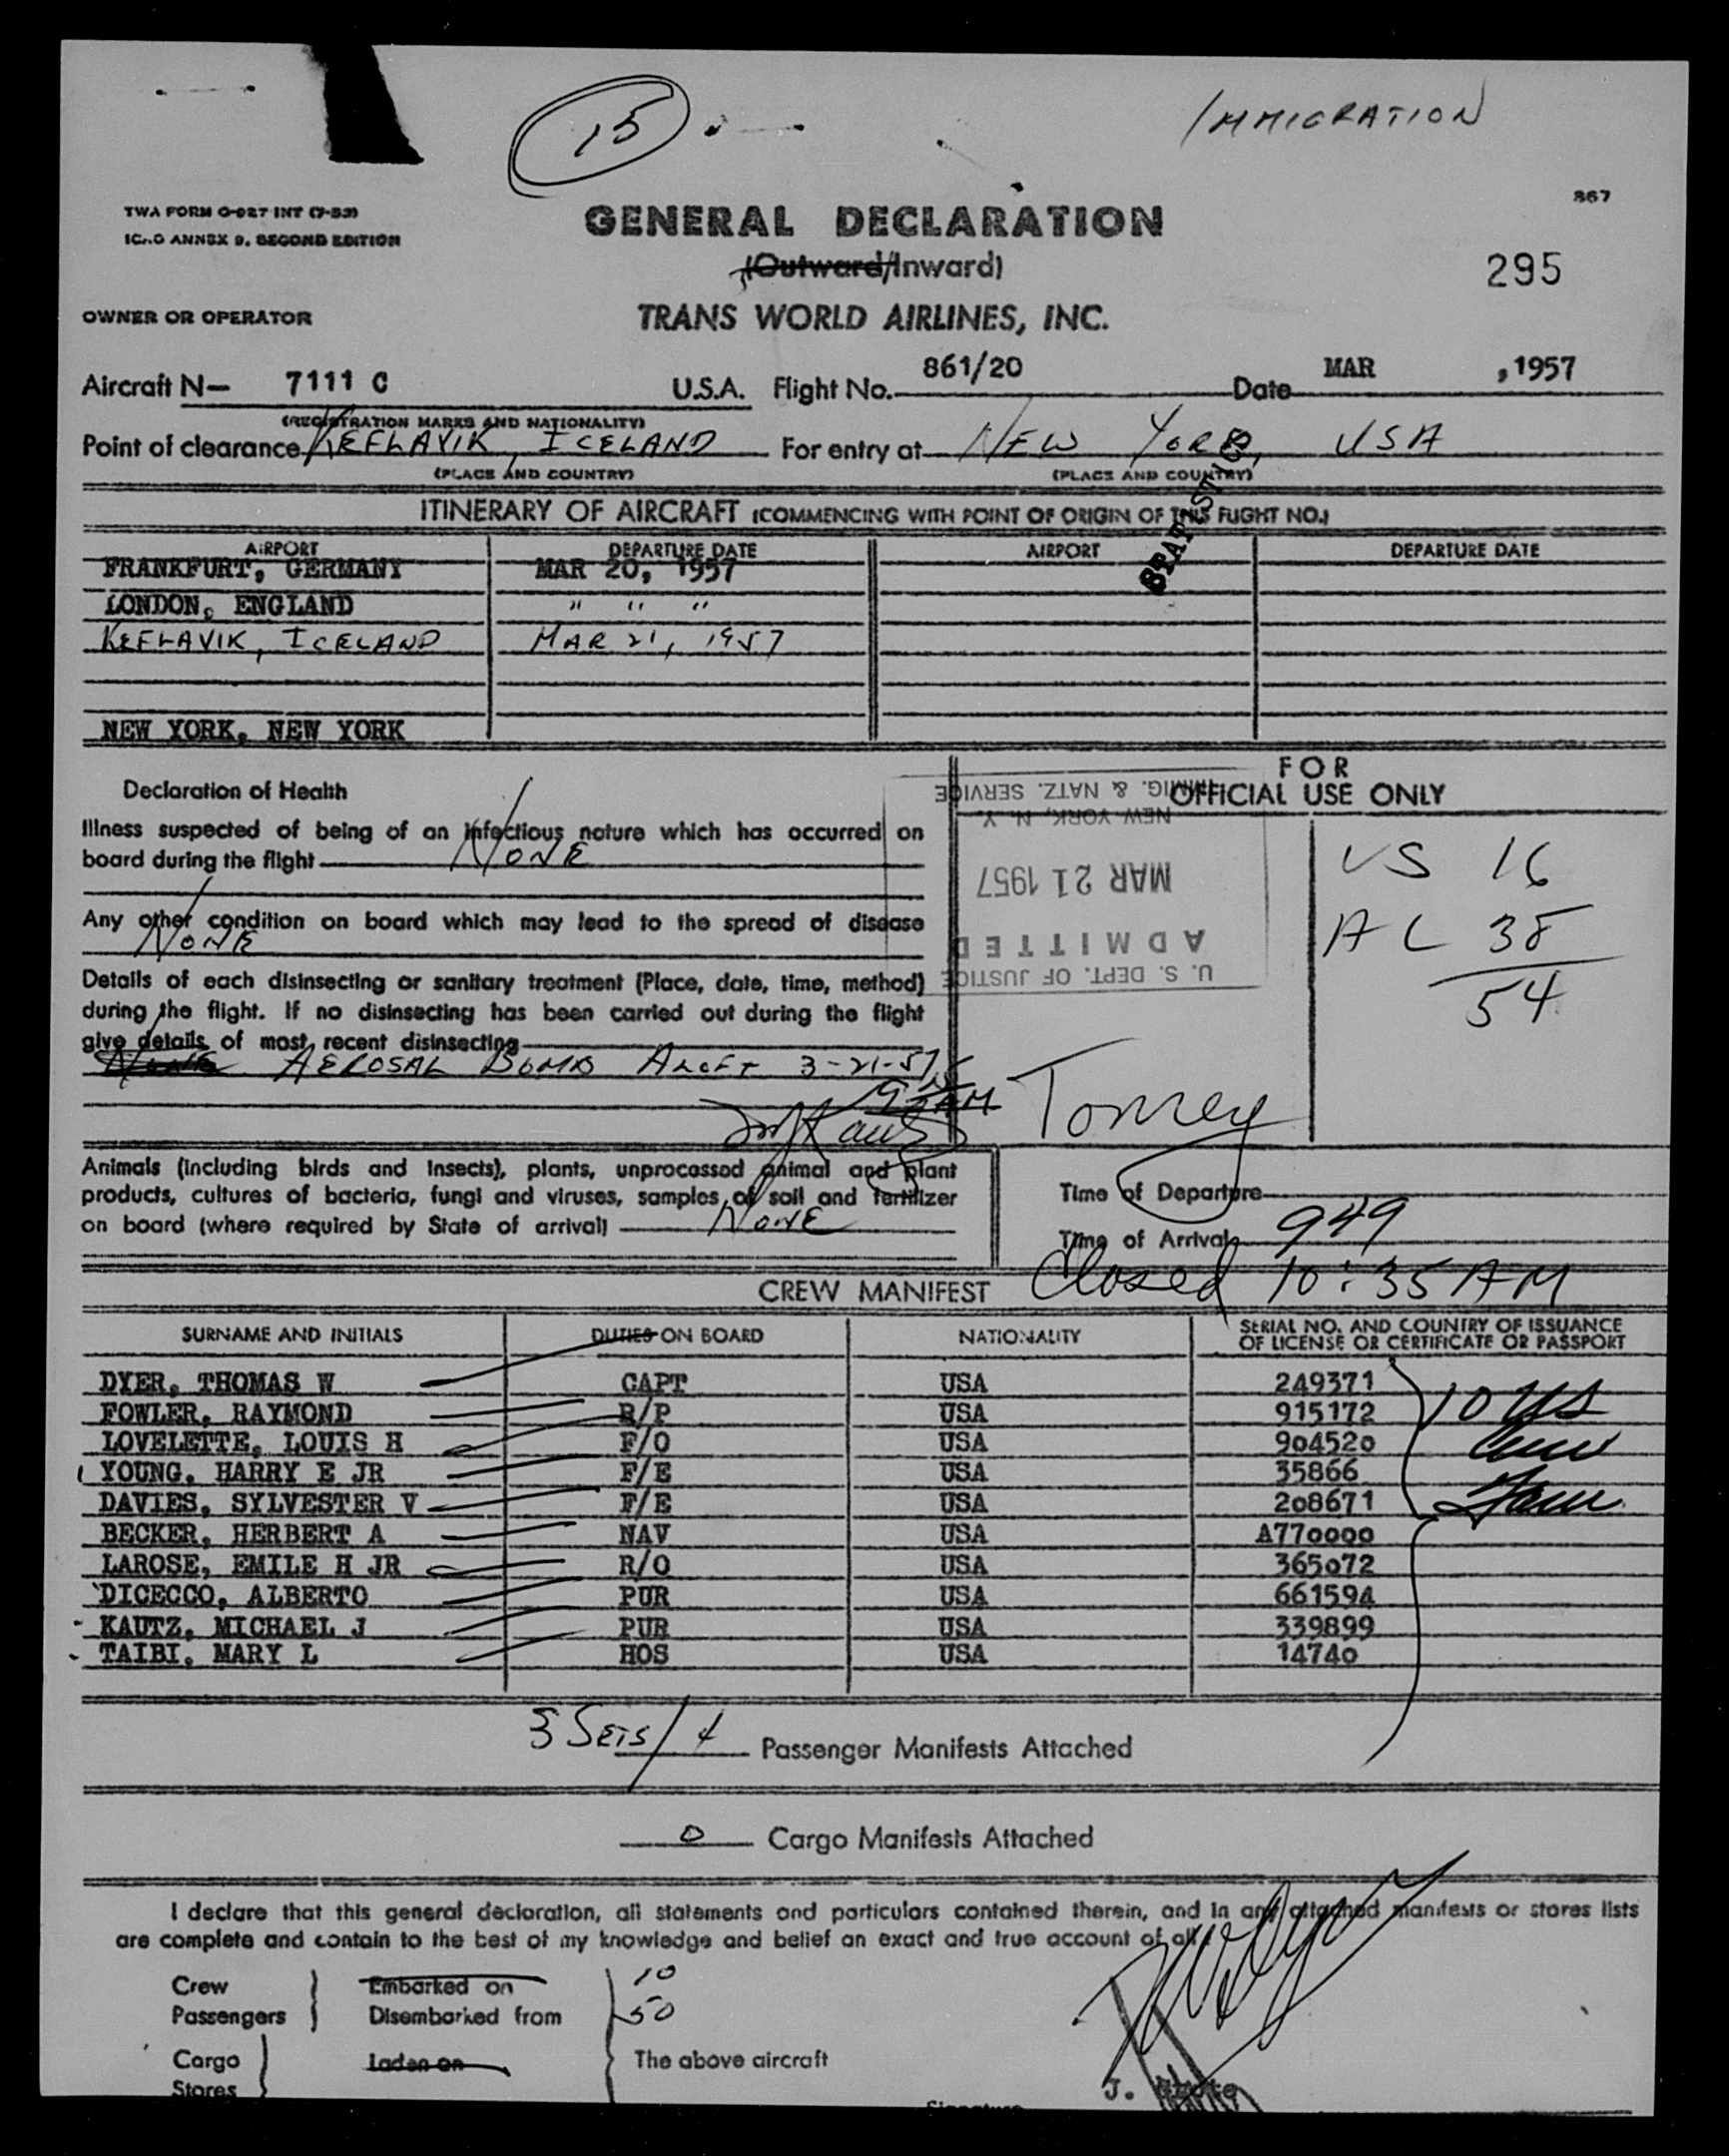 15
IMMIGRATION
867
TWA FORM O-027 INT (7-53)
ICAO ANNEX 9. SECOND EDITION
GENERAL DECLARATION
(Outward/Inward)
295
OWNER OR OPERATOR
TRANS WORLD AIRLINES, INC.
Aircraft N— 7111 C U.S.A. Flight No. 861/20 Date MAR , 1957
(REGISTRATION MARKS AND NATIONALITY)
Point of clearance KEFLAVIK, ICELAND For entry at NEW YORK, USA
(PLACE AND COUNTRY) (PLACE AND COUNTRY)
ITINERARY OF AIRCRAFT (COMMENCING WITH POINT OF ORIGIN OF THIS FLIGHT NO.)
AIRPORT DEPARTURE DATE AIRPORT DEPARTURE DATE
FRANKFURT, GERMANY MAR 20, 1957
LONDON, ENGLAND " " "
KEFLAVIK, ICELAND MAR 21, 1957
NEW YORK, NEW YORK
FOR
OFFICIAL USE ONLY
Declaration of Health
Illness suspected of being of an infectious nature which has occurred on
board during the flight NONE
Any other condition on board which may lead to the spread of disease
NONE
Details of each disinsecting or sanitary treatment (Place, date, time, method)
during the flight. If no disinsecting has been carried out during the flight
give details of most recent disinsecting
NONE AEROSAL BOMB ALOFT 3-21-57
U. S. DEPT. OF JUSTICE
ADMITTED
MAR 21 1957
NEW YORK, N. Y.
IMMIG. & NATZ. SERVICE
US 16
AL 38
54
Animals (including birds and insects), plants, unprocessed animal and plant
products, cultures of bacteria, fungi and viruses, samples of soil and fertilizer
on board (where required by State of arrival) NONE
Time of Departure
Time of Arrival 949
Closed 10:35 AM
CREW MANIFEST
SURNAME AND INITIALS DUTIES ON BOARD NATIONALITY SERIAL NO. AND COUNTRY OF ISSUANCE
OF LICENSE OR CERTIFICATE OR PASSPORT
DYER, THOMAS W CAPT USA 249371
FOWLER, RAYMOND R/P USA 915172 10 US
LOVELETTE, LOUIS H F/O USA 904520
YOUNG, HARRY E JR F/E USA 35866
DAVIES, SYLVESTER V F/E USA 208671
BECKER, HERBERT A NAV USA A770000
LAROSE, EMILE H JR R/O USA 365072
DICECCO, ALBERTO PUR USA 661594
KAUTZ, MICHAEL J PUR USA 339899
TAIBI, MARY L HOS USA 14740
3 SETS/4 Passenger Manifests Attached
0 Cargo Manifests Attached
I declare that this general declaration, all statements and particulars contained therein, and in any attached manifests or stores lists
are complete and contain to the best of my knowledge and belief an exact and true account of all
Crew Embarked on 10
Passengers Disembarked from 50
Cargo Laden on The above aircraft
Stores
J.
Signature